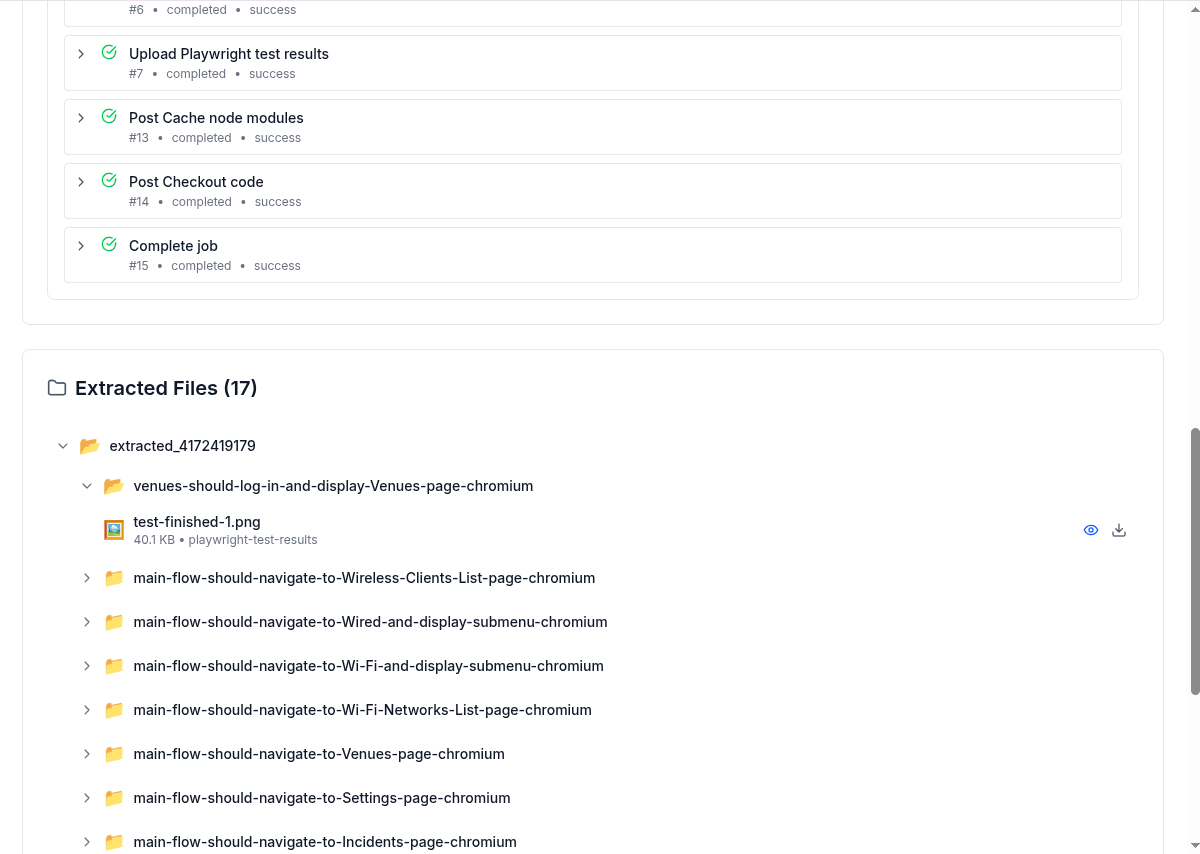 #6 • completed • success
Upload Playwright test results
#7 • completed • success
Post Cache node modules
#13 • completed • success
Post Checkout code
#14 • completed • success
Complete job
#15 • completed • success
Extracted Files (17)
extracted_4172419179
venues-should-log-in-and-display-Venues-page-chromium
test-finished-1.png
40.1 KB • playwright-test-results
main-flow-should-navigate-to-Wireless-Clients-List-page-chromium
main-flow-should-navigate-to-Wired-and-display-submenu-chromium
main-flow-should-navigate-to-Wi-Fi-and-display-submenu-chromium
main-flow-should-navigate-to-Wi-Fi-Networks-List-page-chromium
main-flow-should-navigate-to-Venues-page-chromium
main-flow-should-navigate-to-Settings-page-chromium
main-flow-should-navigate-to-Incidents-page-chromium